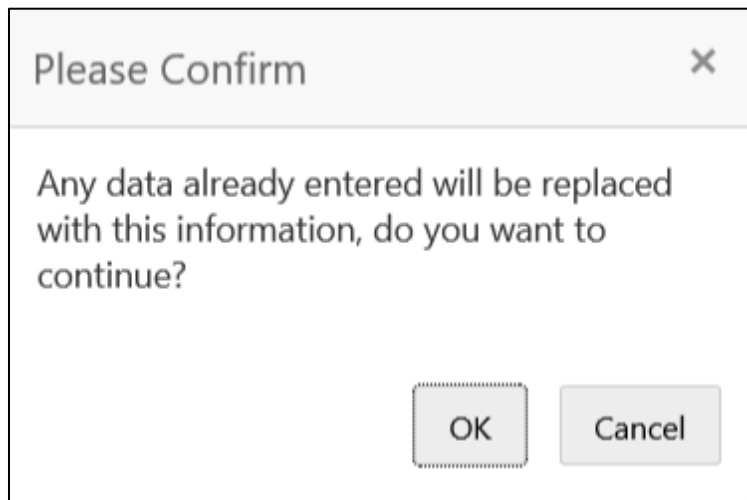 Please Confirm
Any data already entered will be replaced
with this information, do you want to
continue?
OK
Cancel